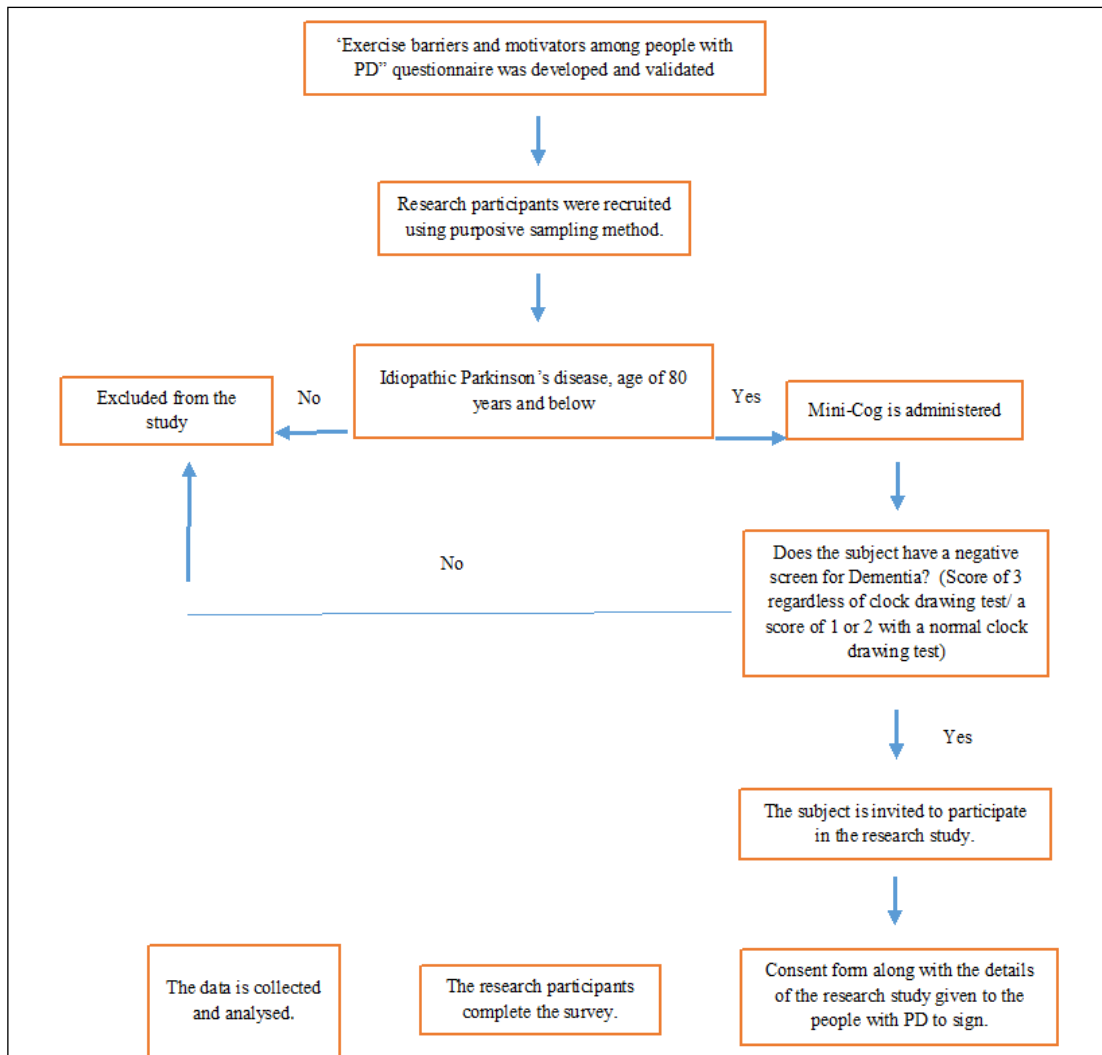 ‘Exercise barriers and motivators among people with
PD” questionnaire was developed and validated
Research participants were recruited
using purposive sampling method.
Idiopathic Parkinson’s disease, age of 80
years and below
No
Excluded from the
study
Yes
Mini-Cog is administered
Does the subject have a negative
screen for Dementia? (Score of 3
regardless of clock drawing test/ a
score of 1 or 2 with a normal clock
drawing test)
No
Yes
The subject is invited to participate
in the research study.
Consent form along with the details
of the research study given to the
people with PD to sign.
The research participants
complete the survey.
The data is collected
and analysed.